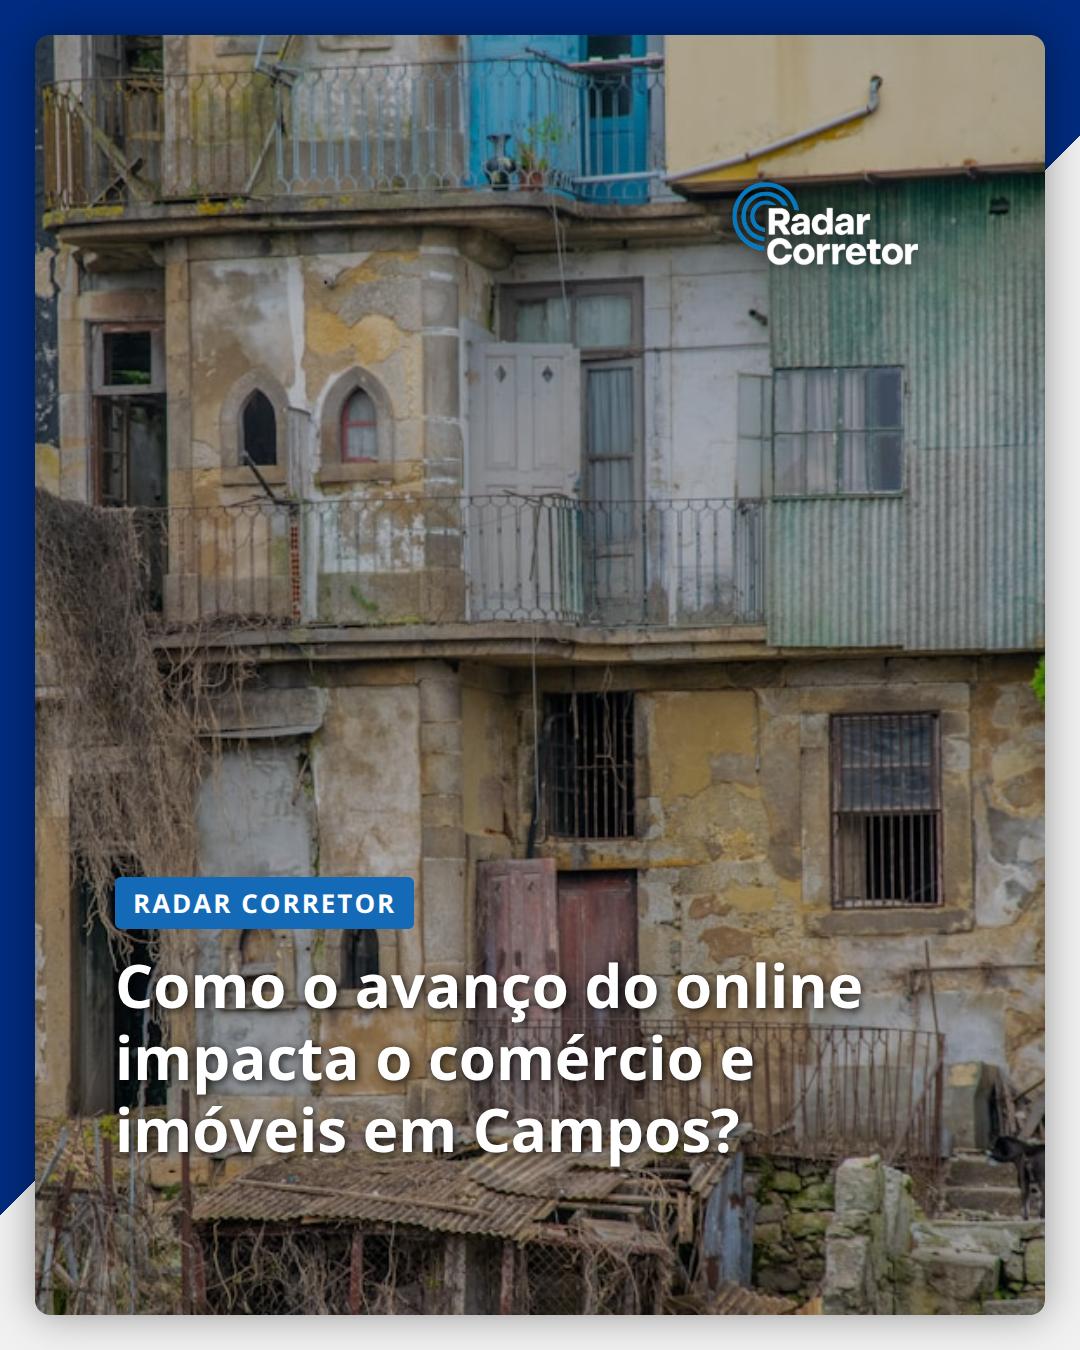 Radar
Corretor
RADAR CORRETOR
Como o avanço do online
impacta o comércio e
imóveis em Campos?